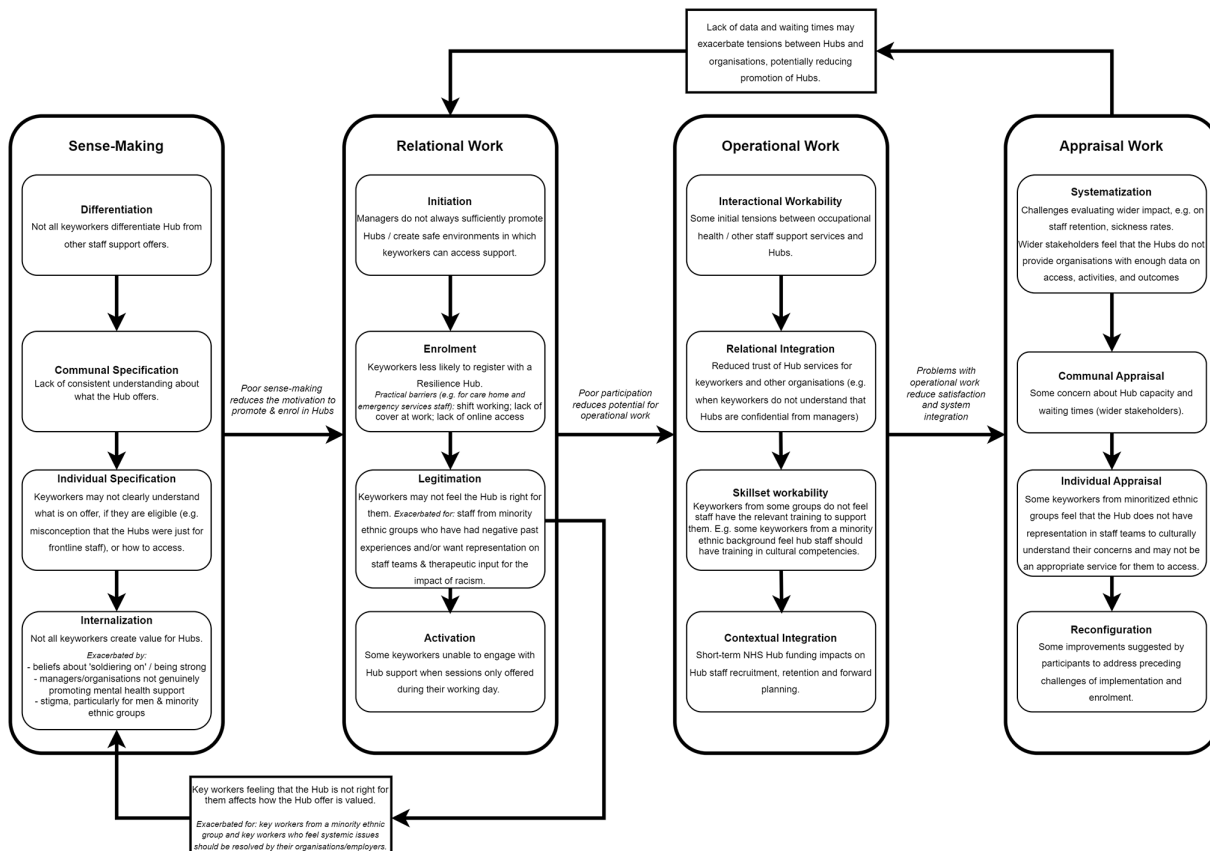 Lack of data and waiting times may
exacerbate tensions between Hubs and
organisations, potentially reducing
promotion of Hubs.
Sense-Making
Differentiation
Not all keyworkers differentiate Hub from
other staff support offers.
Communal Specification
Lack of consistent understanding about
what the Hub offers.
Individual Specification
Keyworkers may not clearly understand
what is on offer, if they are eligible (e.g.
misconception that the Hubs were just for
frontline staff), or how to access.
Internalization
Not all keyworkers create value for Hubs.
Exacerbated by:
- beliefs about 'soldiering on' / being strong
- managers/organisations not genuinely
promoting mental health support
- stigma, particularly for men & minority
ethnic groups
Poor sense-making
reduces the motivation to
promote & enrol in Hubs
Relational Work
Initiation
Managers do not always sufficiently promote
Hubs / create safe environments in which
keyworkers can access support.
Enrolment
Keyworkers less likely to register with a
Resilience Hub.
Practical barriers (e.g. for care home and
emergency services staff): shift working; lack of
cover at work; lack of online access
Legitimation
Keyworkers may not feel the Hub is right for
them. Exacerbated for: staff from minority
ethnic groups who have had negative past
experiences and/or want representation on
staff teams & therapeutic input for the
impact of racism.
Activation
Some keyworkers unable to engage with
Hub support when sessions only offered
during their working day.
Poor participation
reduces potential for
operational work
Operational Work
Interactional Workability
Some initial tensions between occupational
health / other staff support services and
Hubs.
Relational Integration
Reduced trust of Hub services for
keyworkers and other organisations (e.g.
when keyworkers do not understand that
Hubs are confidential from managers)
Skillset workability
Keyworkers from some groups do not feel
staff have the relevant training to support
them. E.g. some keyworkers from a minority
ethnic background feel hub staff should
have training in cultural competencies.
Contextual Integration
Short-term NHS Hub funding impacts on
Hub staff recruitment, retention and forward
planning.
Problems with
operational work
reduce satisfaction
and system
integration
Appraisal Work
Systematization
Challenges evaluating wider impact, e.g. on
staff retention, sickness rates.
Wider stakeholders feel that the Hubs do not
provide organisations with enough data on
access, activities, and outcomes
Communal Appraisal
Some concern about Hub capacity and
waiting times (wider stakeholders).
Individual Appraisal
Some keyworkers from minoritized ethnic
groups feel that the Hub does not have
representation in staff teams to culturally
understand their concerns and may not be
an appropriate service for them to access.
Reconfiguration
Some improvements suggested by
participants to address preceding
challenges of implementation and
enrolment.
Key workers feeling that the Hub is not right for
them affects how the Hub offer is valued.
Exacerbated for: key workers from a minority ethnic
group and key workers who feel systemic issues
should be resolved by their organisations/employers.